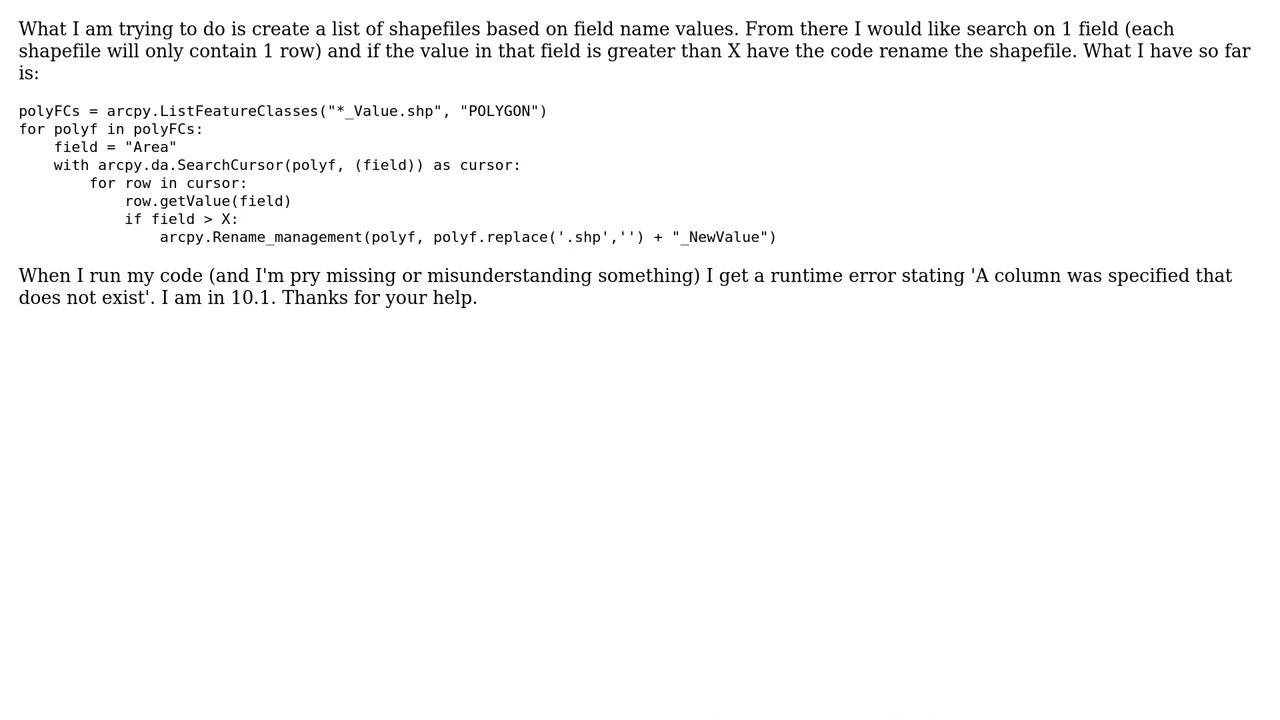 What I am trying to do is create a list of shapefiles based on field name values. From there I would like search on 1 field (each
shapefile will only contain 1 row) and if the value in that field is greater than X have the code rename the shapefile. What I have so far
is:
polyFCs = arcpy.ListFeatureClasses("*_Value.shp", "POLYGON")
for polyf in polyFCs:
    field = "Area"
    with arcpy.da.SearchCursor(polyf, (field)) as cursor:
        for row in cursor:
            row.getValue(field)
            if field > X:
                arcpy.Rename_management(polyf, polyf.replace('.shp','') + "_NewValue")
When I run my code (and I'm pry missing or misunderstanding something) I get a runtime error stating 'A column was specified that
does not exist'. I am in 10.1. Thanks for your help.